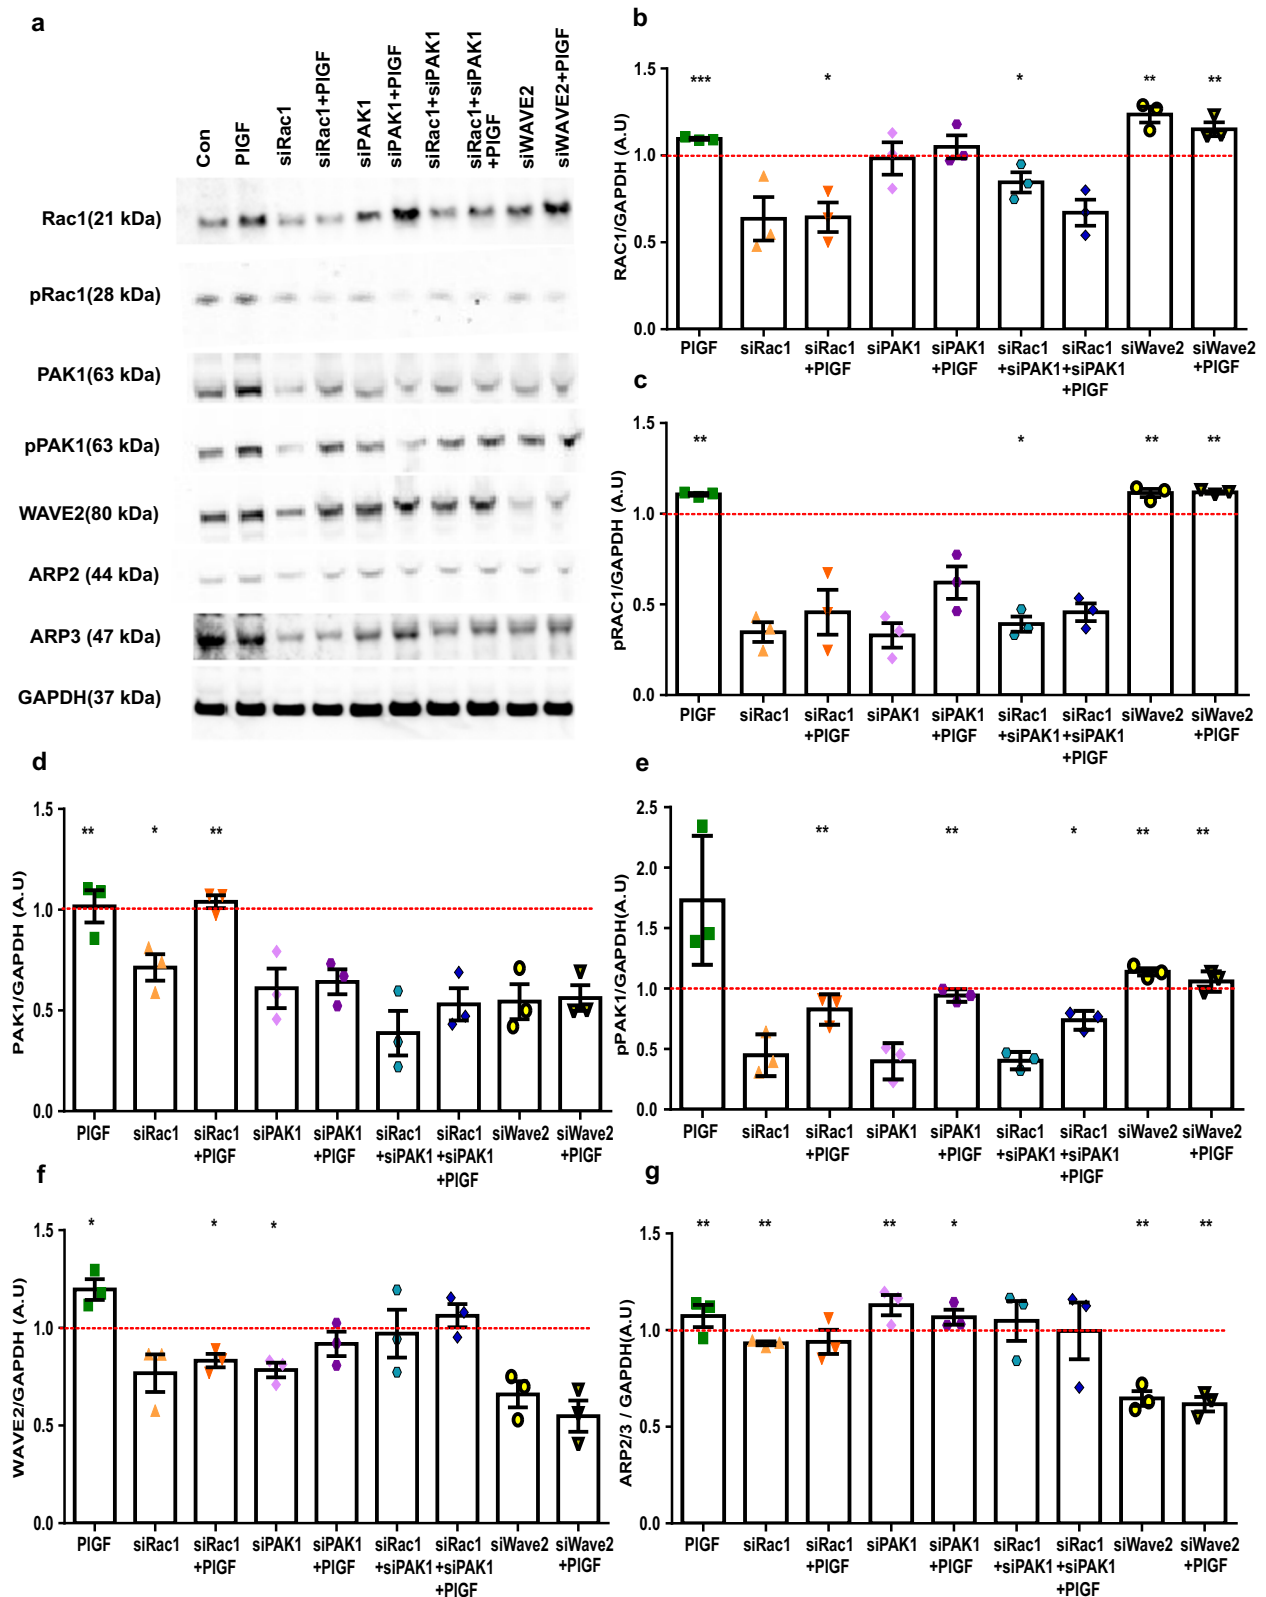 a
Con
PlGF
siRac1
siRac1+PlGF
siPAK1
siPAK1+PlGF
siRac1+siPAK1
siRac1+siPAK1
+PlGF
siWAVE2
siWAVE2+PlGF
Rac1(21 kDa)
pRac1(28 kDa)
PAK1(63 kDa)
pPAK1(63 kDa)
WAVE2(80 kDa)
ARP2 (44 kDa)
ARP3 (47 kDa)
GAPDH(37 kDa)
b
RAC1/GAPDH (A.U)
1.5
1.0
0.5
0.0
*** * * ** **
PlGF siRac1 siRac1 siPAK1 siPAK1 siRac1 siRac1 siWave2 siWave2
+PlGF +PlGF +siPAK1 +siPAK1 +PlGF
+PlGF
c
pRAC1/GAPDH (A.U)
1.5
1.0
0.5
0.0
** * ** **
PlGF siRac1 siRac1 siPAK1 siPAK1 siRac1 siRac1 siWave2 siWave2
+PlGF +PlGF +siPAK1 +siPAK1 +PlGF
+PlGF
d
PAK1/GAPDH (A.U)
1.5
1.0
0.5
0.0
** * **
PlGF siRac1 siRac1 siPAK1 siPAK1 siRac1 siRac1 siWave2 siWave2
+PlGF +PlGF +siPAK1 +siPAK1 +PlGF
+PlGF
e
pPAK1/GAPDH(A.U)
2.5
2.0
1.5
1.0
0.5
0.0
** ** * ** **
PlGF siRac1 siRac1 siPAK1 siPAK1 siRac1 siRac1 siWave2 siWave2
+PlGF +PlGF +siPAK1 +siPAK1 +PlGF
+PlGF
f
WAVE2/GAPDH (A.U)
1.5
1.0
0.5
0.0
* * *
PlGF siRac1 siRac1 siPAK1 siPAK1 siRac1 siRac1 siWave2 siWave2
+PlGF +PlGF +siPAK1 +siPAK1 +PlGF
+PlGF
g
ARP2/3 / GAPDH(A.U)
1.5
1.0
0.5
0.0
** ** ** * ** **
PlGF siRac1 siRac1 siPAK1 siPAK1 siRac1 siRac1 siWave2 siWave2
+PlGF +PlGF +siPAK1 +siPAK1 +PlGF
+PlGF